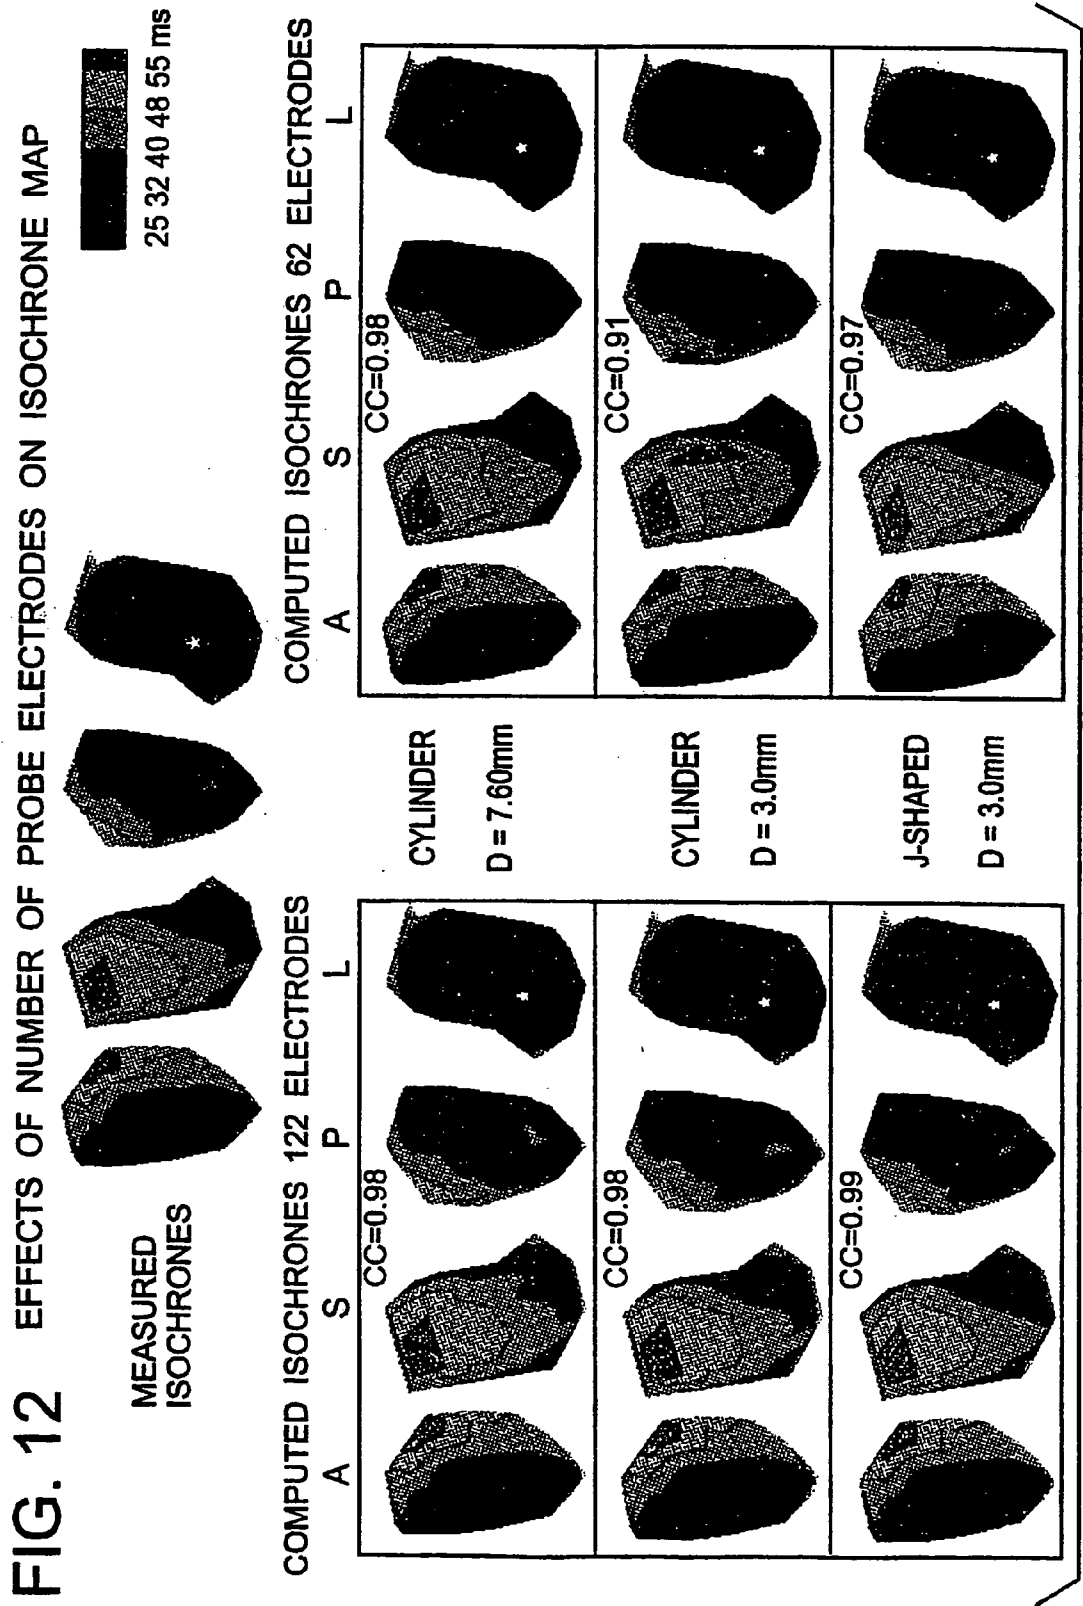 FIG. 12 EFFECTS OF NUMBER OF PROBE ELECTRODES ON ISOCHRONE MAP
25 32 40 48 55 ms
MEASURED
ISOCHRONES
COMPUTED ISOCHRONES 122 ELECTRODES
A S P L
CC=0.98
CC=0.98
CC=0.99
CYLINDER
D = 7.60mm
CYLINDER
D = 3.0mm
J-SHAPED
D = 3.0mm
COMPUTED ISOCHRONES 62 ELECTRODES
A S P L
CC=0.98
CC=0.91
CC=0.97